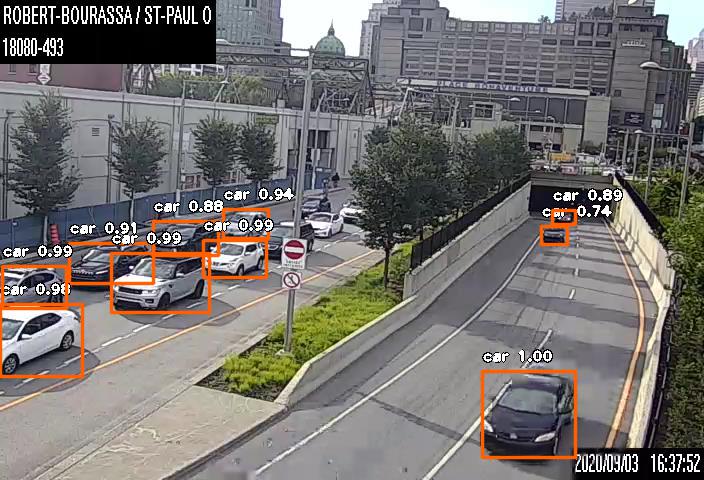 ROBERT-BOURASSA / ST-PAUL O
18080-493
PLACE BONAVENTURE
car 0.94
car 0.89
car 0.88
car 0.74
car 0.91
car 0.99
car 0.99
car 0.99
car 0.98
car 1.00
2020/09/03 16:37:52